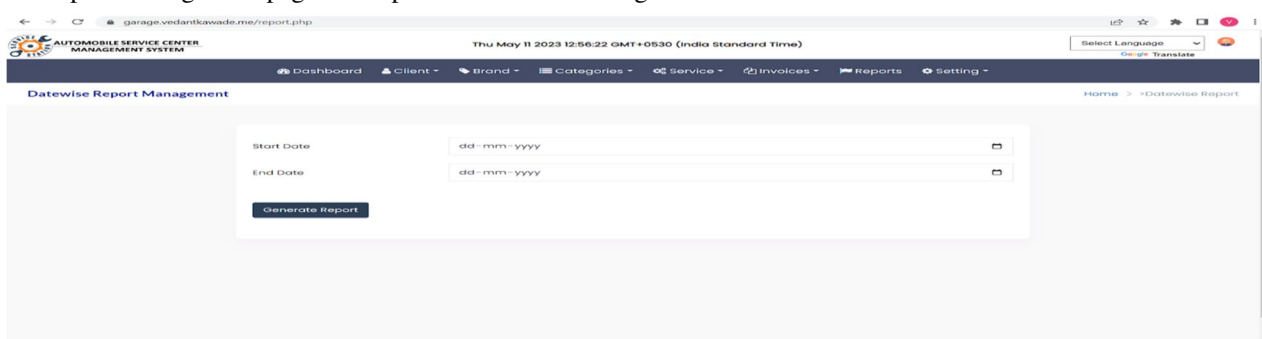 garage.vedantkawade.me/report.php
AUTOMOBILE SERVICE CENTER
MANAGEMENT SYSTEM
Thu May 11 2023 12:56:22 GMT+0530 (India Standard Time)
Select Language
Google Translate
Dashboard Client Brand Categories Service Invoices Reports Setting
Datewise Report Management
Home > >Datewise Report
Start Date dd-mm-yyyy
End Date dd-mm-yyyy
Generate Report